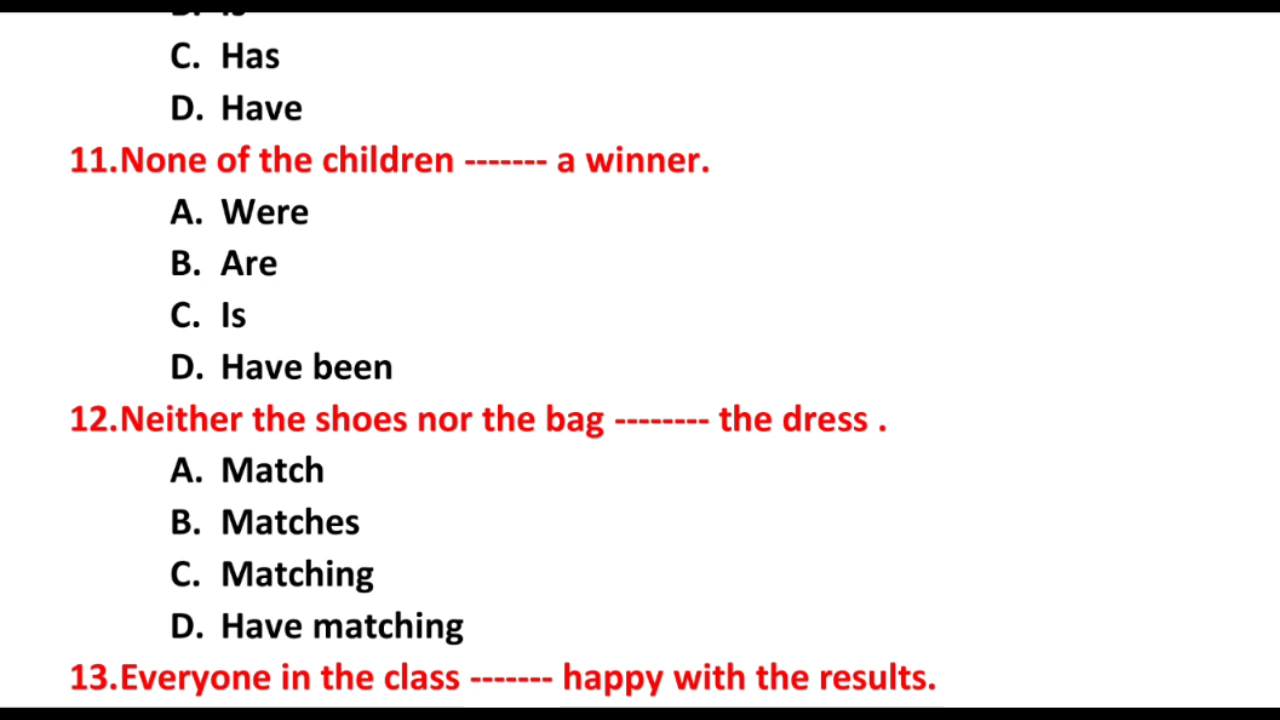 C. Has
D. Have
11.None of the children ------- a winner.
A. Were
B. Are
C. Is
D. Have been
12.Neither the shoes nor the bag -------- the dress .
A. Match
B. Matches
C. Matching
D. Have matching
13.Everyone in the class ------- happy with the results.